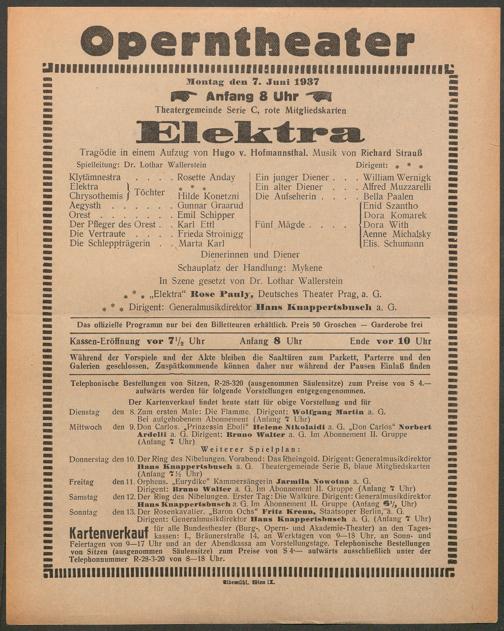 Operntheater
Montag den 7. Juni 1937
Anfang 8 Uhr
Theatergemeinde Serie C, rote Mitgliedskarten
Elektra
Tragödie in einem Aufzug von Hugo v. Hofmannsthal. Musik von Richard Strauß
Spielleitung: Dr. Lothar Wallerstein Dirigent: * * *
Klytämnestra . . . . Rosette Anday
Elektra } Töchter * * *
Chrysothemis } Hilde Konetzni
Aegysth . . . . . . Gunnar Graarud
Orest . . . . . . Emil Schipper
Der Pfleger des Orest . . Karl Ettl
Die Vertraute . . . . Frieda Stroinigg
Die Schleppträgerin . . Marta Karl
Ein junger Diener . . . William Wernigk
Ein alter Diener . . . Alfred Muzzarelli
Die Aufseherin . . . . Bella Paalen
Fünf Mägde . . . .
Enid Szantho
Dora Komarek
Dora With
Aenne Michalsky
Elis. Schumann
Dienerinnen und Diener
Schauplatz der Handlung: Mykene
In Szene gesetzt von Dr. Lothar Wallerstein
* * * „Elektra" Rose Pauly, Deutsches Theater Prag, a. G.
* * * Dirigent: Generalmusikdirektor Hans Knappertsbusch a. G.
Das offizielle Programm nur bei den Billetteuren erhältlich. Preis 50 Groschen — Garderobe frei
Kassen-Eröffnung vor 7½ Uhr Anfang 8 Uhr Ende vor 10 Uhr
Während der Vorspiele und der Akte bleiben die Saaltüren zum Parkett, Parterre und den
Galerien geschlossen. Zuspätkommende können daher nur während der Pausen Einlaß finden
Telephonische Bestellungen von Sitzen, R-28-320 (ausgenommen Säulensitze) zum Preise von S 4.—
aufwärts werden für folgende Vorstellungen entgegengenommen.
Der Kartenverkauf findet heute statt für obige Vorstellung und für
Dienstag den 8. Zum ersten Male: Die Flamme. Dirigent: Wolfgang Martin a. G.
Bei aufgehobenem Abonnement (Anfang 7 Uhr)
Mittwoch den 9. Don Carlos. „Prinzessin Eboli" Helene Nikolaidi a. G., „Don Carlos" Norbert
Ardelli a. G. Dirigent: Bruno Walter a. G. Im Abonnement II. Gruppe
(Anfang 7 Uhr)
Weiterer Spielplan:
Donnerstag den 10. Der Ring des Nibelungen. Vorabend: Das Rheingold. Dirigent: Generalmusikdirektor
Hans Knappertsbusch a. G. Theatergemeinde Serie B, blaue Mitgliedskarten
(Anfang 7½ Uhr)
Freitag den 11. Orpheus. „Eurydike" Kammersängerin Jarmila Nowotna a. G.
Dirigent: Bruno Walter a. G. Im Abonnement II. Gruppe (Anfang 7 Uhr)
Samstag den 12. Der Ring des Nibelungen. Erster Tag: Die Walküre. Dirigent: Generalmusikdirektor
Hans Knappertsbusch a. G. Im Abonnement II. Gruppe (Anfang 6½ Uhr)
Sonntag den 13. Der Rosenkavalier. „Baron Ochs" Fritz Krenn, Staatsoper Berlin, a. G.
Dirigent: Generalmusikdirektor Hans Knappertsbusch a. G. (Anfang 7 Uhr)
Kartenverkauf für alle Bundestheater (Burg-, Opern- und Akademie-Theater) an den Tages-
kassen: I., Bräunerstraße 14, an Werktagen von 9—18 Uhr, an Sonn- und
Feiertagen von 9—17 Uhr und an der Abendkassa am Vorstellungstage. Telephonische Bestellungen
von Sitzen (ausgenommen Säulensitze) zum Preise von S 4— aufwärts ausschließlich unter der
Telephonnummer R-28-3-20 von 8—18 Uhr.
Elbemühl, Wien IX.